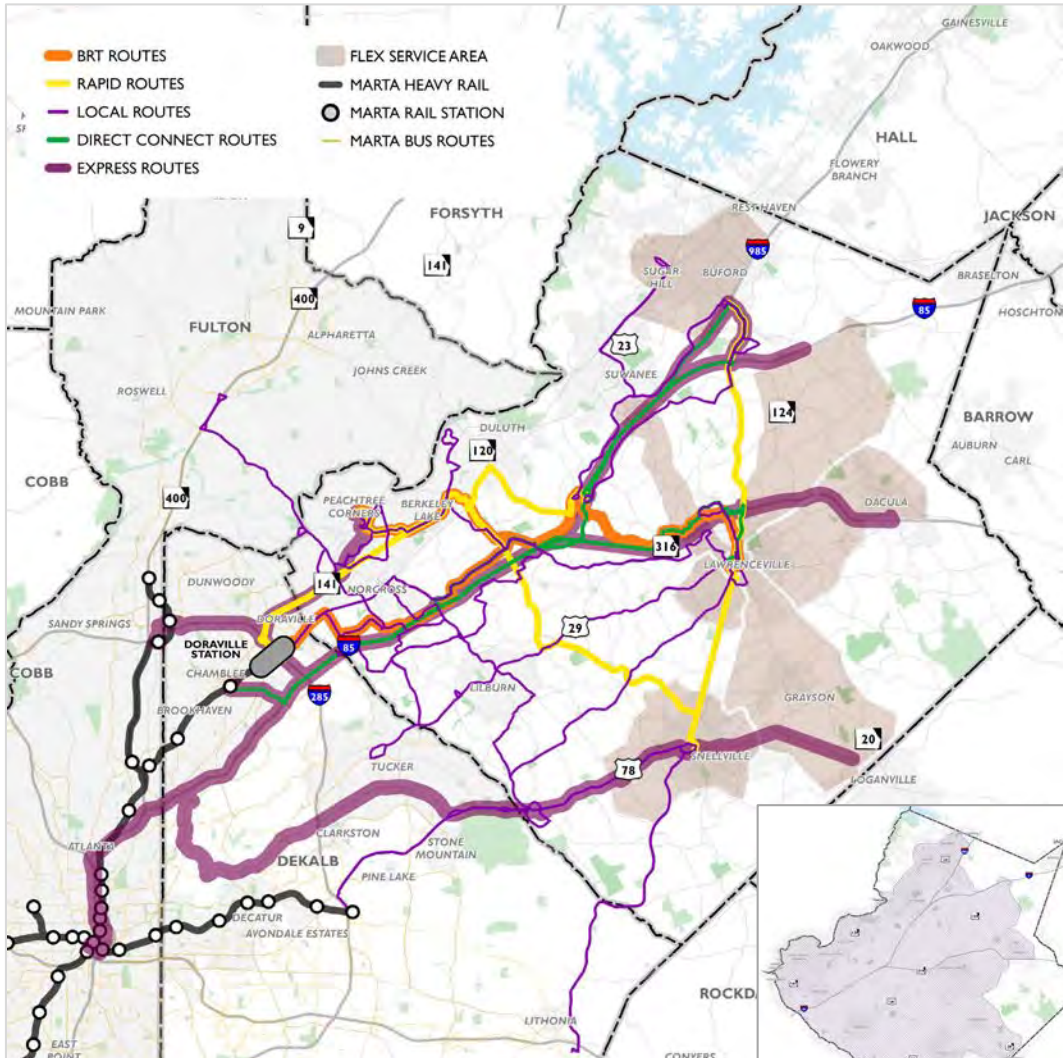 GAINESVILLE
OAKWOOD
BRT ROUTES
RAPID ROUTES
LOCAL ROUTES
DIRECT CONNECT ROUTES
EXPRESS ROUTES
FLEX SERVICE AREA
MARTA HEAVY RAIL
MARTA RAIL STATION
MARTA BUS ROUTES
HALL
FLOWERY
BRANCH
REST HAVEN
FORSYTH
JACKSON
9
141
985
SUGAR
HILL
BUFORD
BRASELTON
85
HOSCHTON
MOUNTAIN PARK
400
FULTON
ALPHARETTA
23
JOHNS CREEK
SUWANEE
ROSWELL
124
BARROW
DULUTH
120
AUBURN
CARL
COBB
400
PEACHTREE
CORNERS
BERKELEY
LAKE
DACULA
316
LAWRENCEVILLE
DUNWOODY
141
NORCROSS
SANDY SPRINGS
DORAVILLE
DORAVILLE
STATION
29
85
COBB
CHAMBLEE
285
LILBURN
GRAYSON
BROOKHAVEN
20
SNELLVILLE
TUCKER
78
LOGANVILLE
CLARKSTON
ATLANTA
STONE
MOUNTAIN
DEKALB
PINE LAKE
DECATUR
AVONDALE ESTATES
ROCKDA
LITHONIA
EAST
POINT
CONYERS